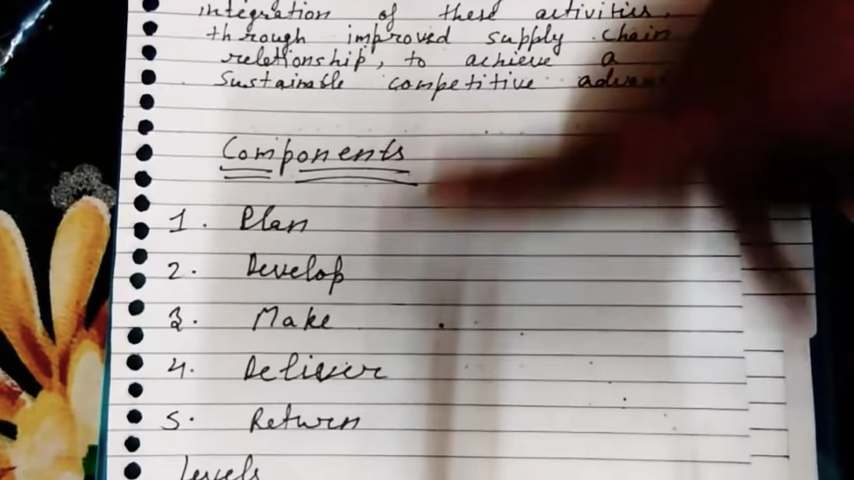 integration of these activities,
through improved supply chain
relationship, to achieve a
sustainable competitive
Components
1. Plan
2. Develop
3. Make
4. Deliver
5. Return
Levels